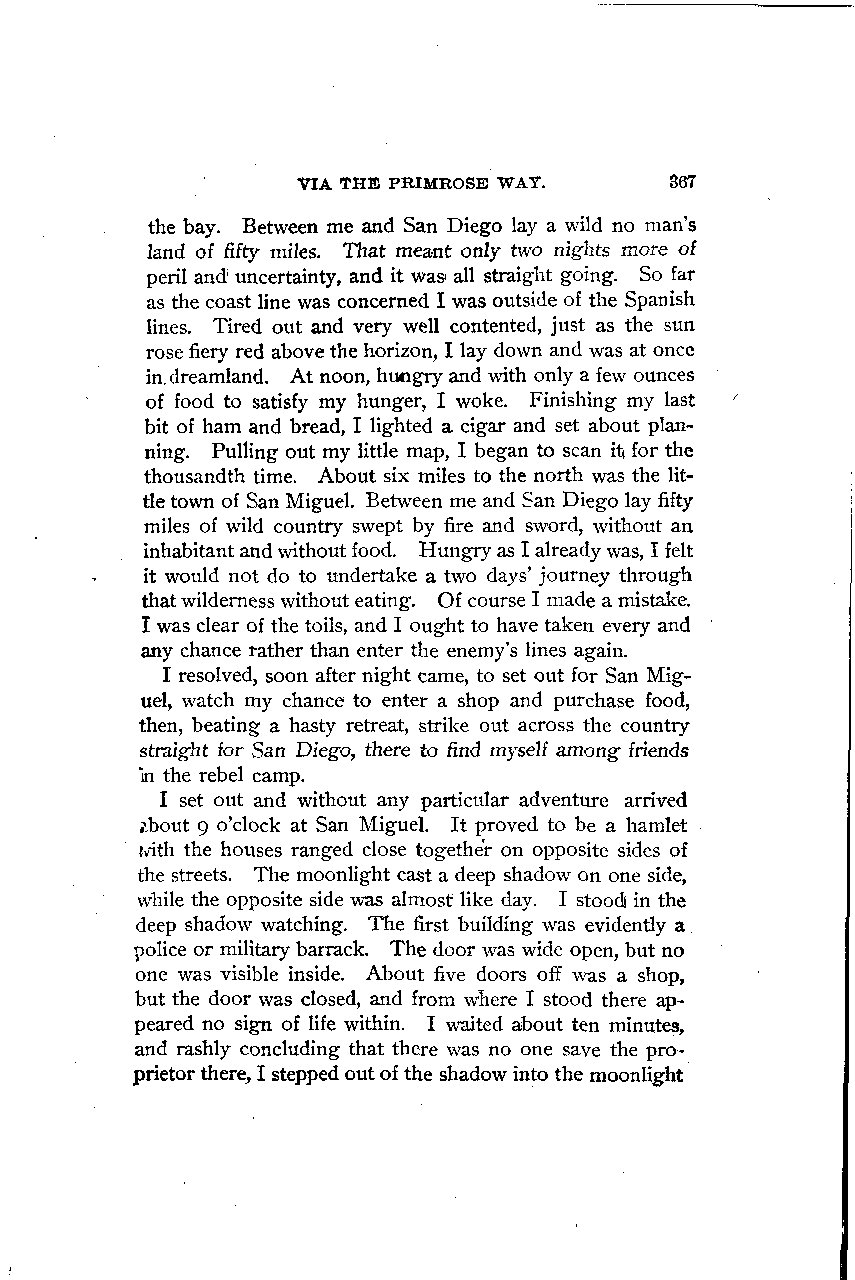 VIA THE PRIMROSE WAY. 367
the bay. Between me and San Diego lay a wild no man's
land of fifty miles. That meant only two nights more of
peril and uncertainty, and it was all straight going. So far
as the coast line was concerned I was outside of the Spanish
lines. Tired out and very well contented, just as the sun
rose fiery red above the horizon, I lay down and was at once
in dreamland. At noon, hungry and with only a few ounces
of food to satisfy my hunger, I woke. Finishing my last
bit of ham and bread, I lighted a cigar and set about plan-
ning. Pulling out my little map, I began to scan it for the
thousandth time. About six miles to the north was the lit-
tle town of San Miguel. Between me and San Diego lay fifty
miles of wild country swept by fire and sword, without an
inhabitant and without food. Hungry as I already was, I felt
it would not do to undertake a two days' journey through
that wilderness without eating. Of course I made a mistake.
I was clear of the toils, and I ought to have taken every and
any chance rather than enter the enemy's lines again.
I resolved, soon after night came, to set out for San Mig-
uel, watch my chance to enter a shop and purchase food,
then, beating a hasty retreat, strike out across the country
straight for San Diego, there to find myself among friends
in the rebel camp.
I set out and without any particular adventure arrived
about 9 o'clock at San Miguel. It proved to be a hamlet
with the houses ranged close together on opposite sides of
the streets. The moonlight cast a deep shadow on one side,
while the opposite side was almost like day. I stood in the
deep shadow watching. The first building was evidently a
police or military barrack. The door was wide open, but no
one was visible inside. About five doors off was a shop,
but the door was closed, and from where I stood there ap-
peared no sign of life within. I waited about ten minutes,
and rashly concluding that there was no one save the pro-
prietor there, I stepped out of the shadow into the moonlight